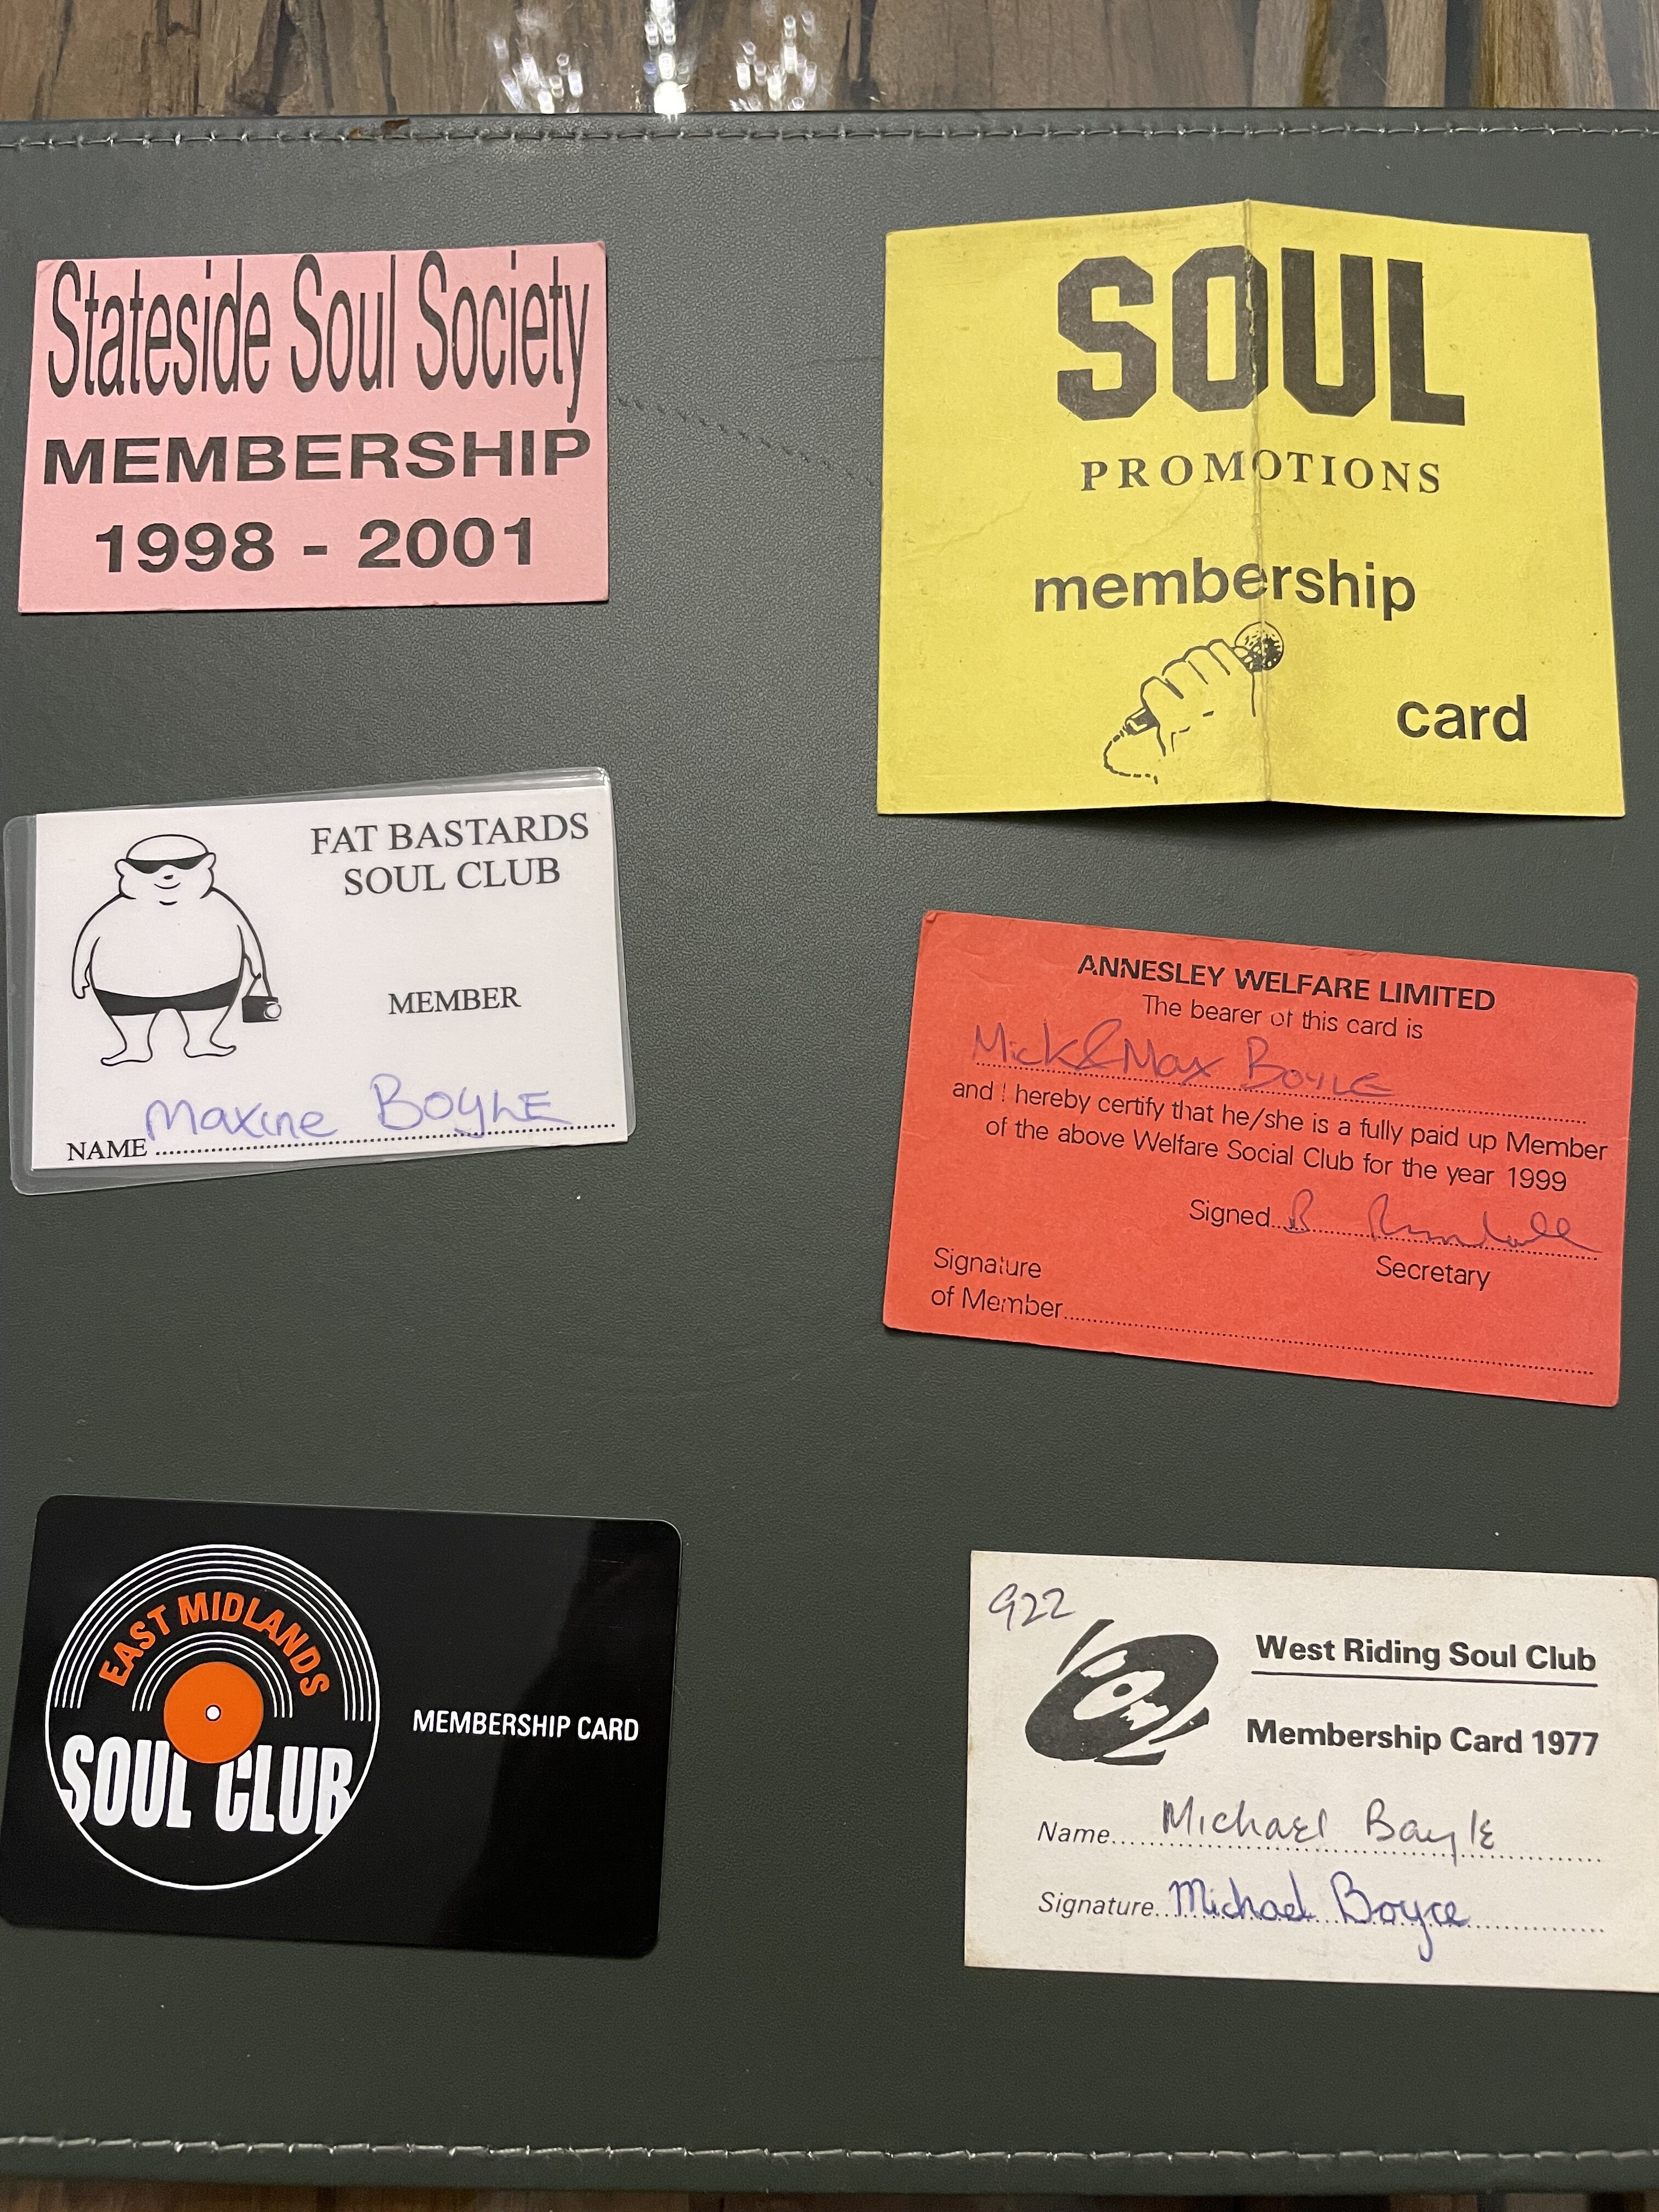 Stateside Soul Society
MEMBERSHIP
1998 - 2001
SOUL
PROMOTIONS
membership
card
FAT BASTARDS
SOUL CLUB
MEMBER
NAME Maxine BOYLE
ANNESLEY WELFARE LIMITED
The bearer of this card is
Mick & Max BOYLE
and I hereby certify that he/she is a fully paid up Member
of the above Welfare Social Club for the year 1999
Signed B
Secretary
Signature
of Member
EAST MIDLANDS
SOUL CLUB
MEMBERSHIP CARD
922
West Riding Soul Club
Membership Card 1977
Name Michael Boyle
Signature Michael Boyce